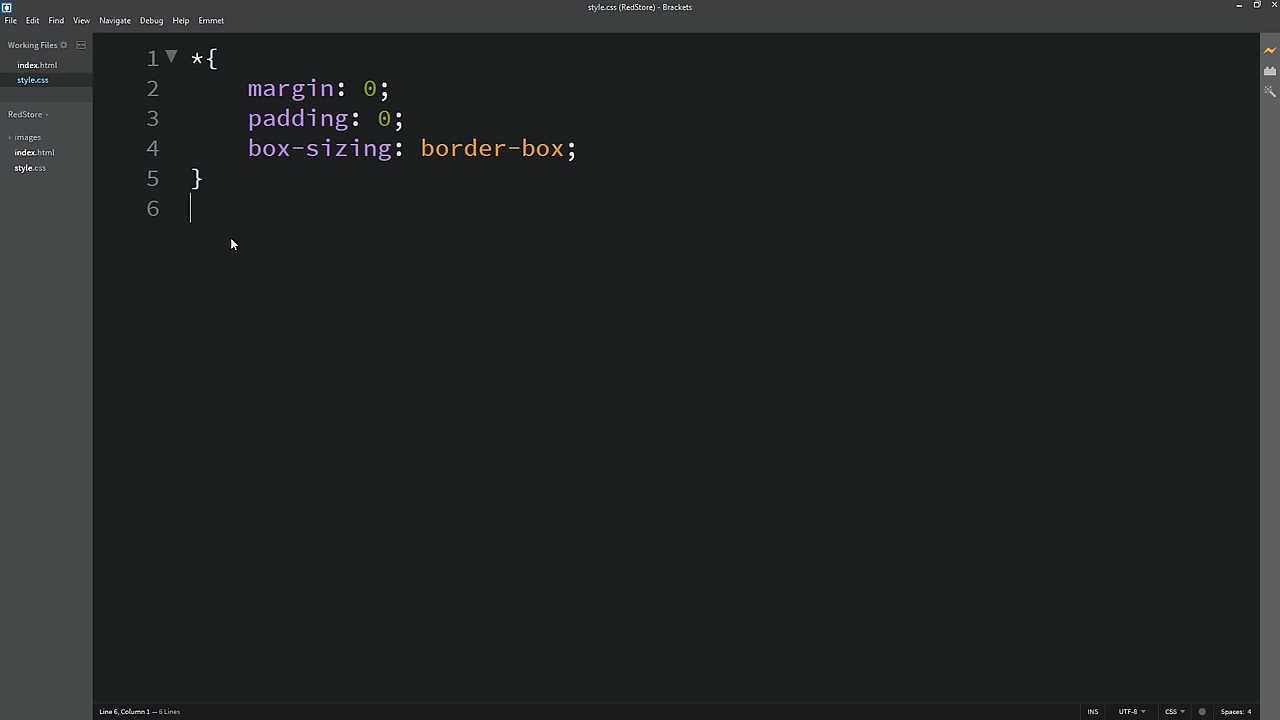 style.css (RedStore) - Brackets
File Edit Find View Navigate Debug Help Emmet
Working Files
index.html
style.css
RedStore
images
index.html
style.css
1 *{
2 margin: 0;
3 padding: 0;
4 box-sizing: border-box;
5 }
6
Line 6, Column 1 — 6 Lines
INS UTF-8 CSS Spaces: 4